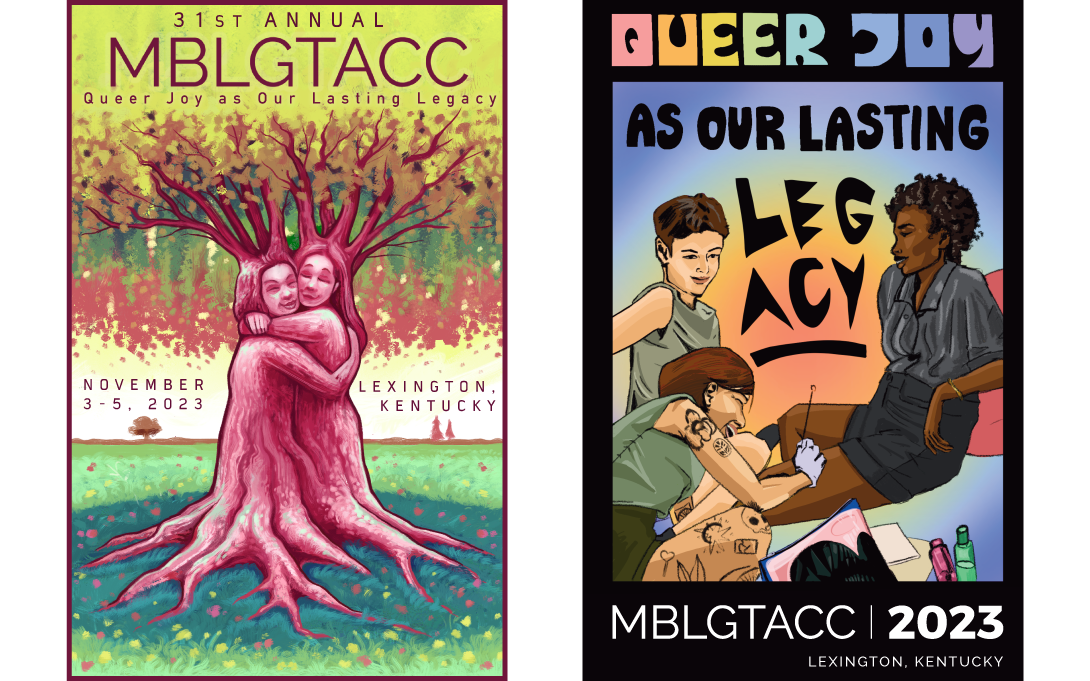 31ST ANNUAL
MBLGTACC
Queer Joy as Our Lasting Legacy
NOVEMBER
3-5, 2023
LEXINGTON,
KENTUCKY
QUEER JOY
AS OUR LASTING
LEG
ACY
MBLGTACC | 2023
LEXINGTON, KENTUCKY